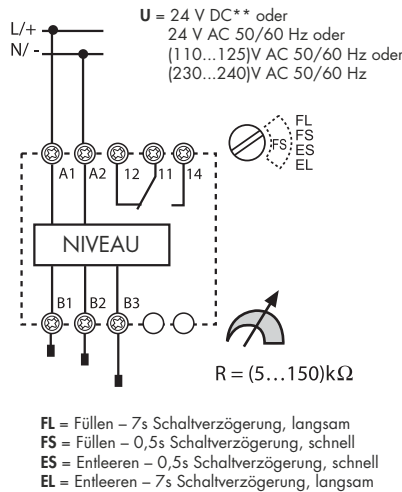 U = 24 V DC** oder
24 V AC 50/60 Hz oder
(110...125)V AC 50/60 Hz oder
(230...240)V AC 50/60 Hz
L/+
N/ -
FL
FS
FS
ES
EL
A1 A2 12 11 14
NIVEAU
B1 B2 B3
R = (5...150)kΩ
FL = Füllen – 7s Schaltverzögerung, langsam
FS = Füllen – 0,5s Schaltverzögerung, schnell
ES = Entleeren – 0,5s Schaltverzögerung, schnell
EL = Entleeren – 7s Schaltverzögerung, langsam